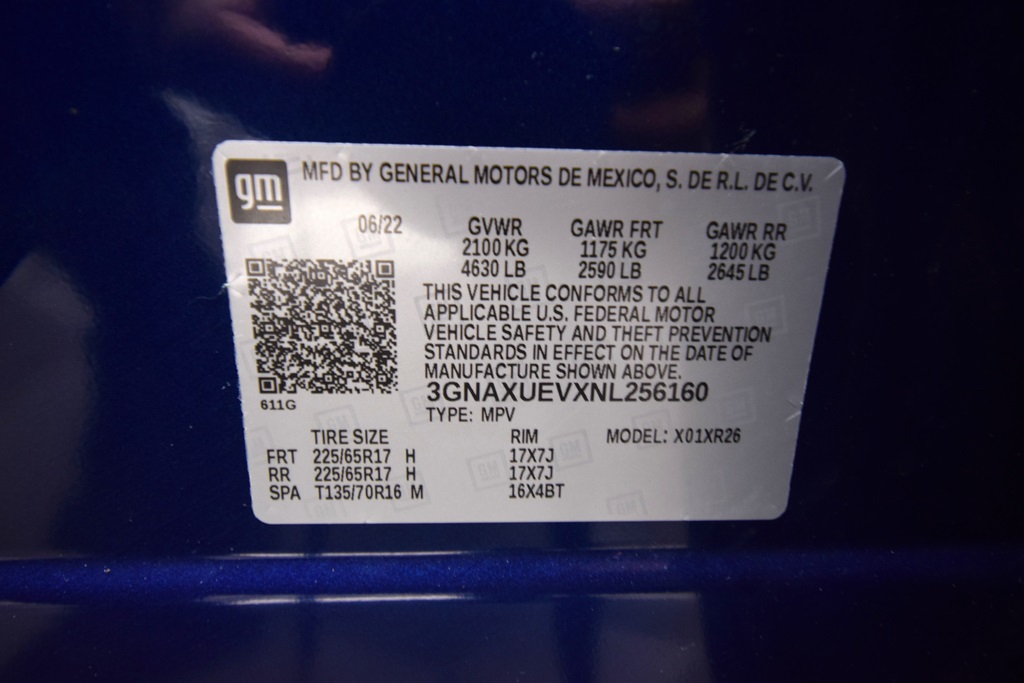 gm MFD BY GENERAL MOTORS DE MEXICO, S. DE R.L. DE C.V.
06/22 GVWR GAWR FRT GAWR RR
2100 KG 1175 KG 1200 KG
4630 LB 2590 LB 2645 LB
THIS VEHICLE CONFORMS TO ALL
APPLICABLE U.S. FEDERAL MOTOR
VEHICLE SAFETY AND THEFT PREVENTION
STANDARDS IN EFFECT ON THE DATE OF
MANUFACTURE SHOWN ABOVE.
3GNAXUEVXNL256160
611G
TYPE: MPV
TIRE SIZE RIM MODEL: X01XR26
FRT 225/65R17 H 17X7J
RR 225/65R17 H 17X7J
SPA T135/70R16 M 16X4BT